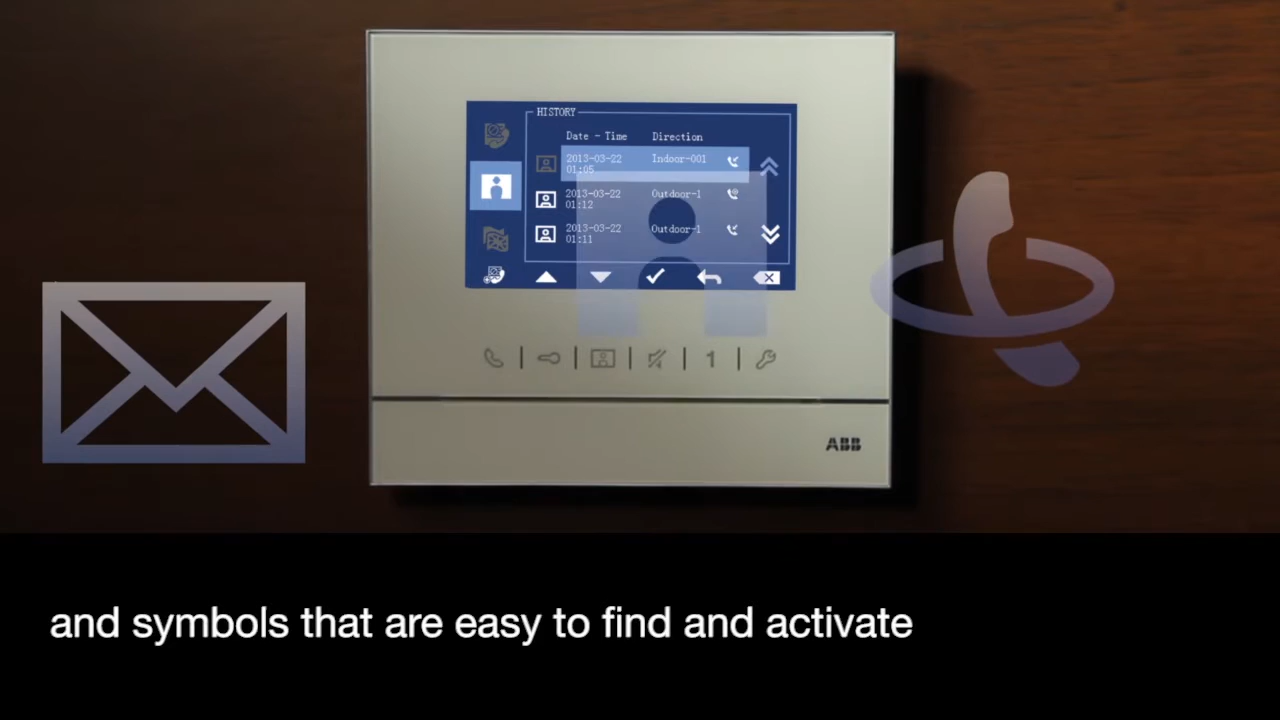 HISTORY
Date - Time Direction
2013-03-22 Indoor-001
01:05
2013-03-22 Outdoor-1
01:12
2013-03-22 Outdoor-1
01:11
1
ABB
and symbols that are easy to find and activate